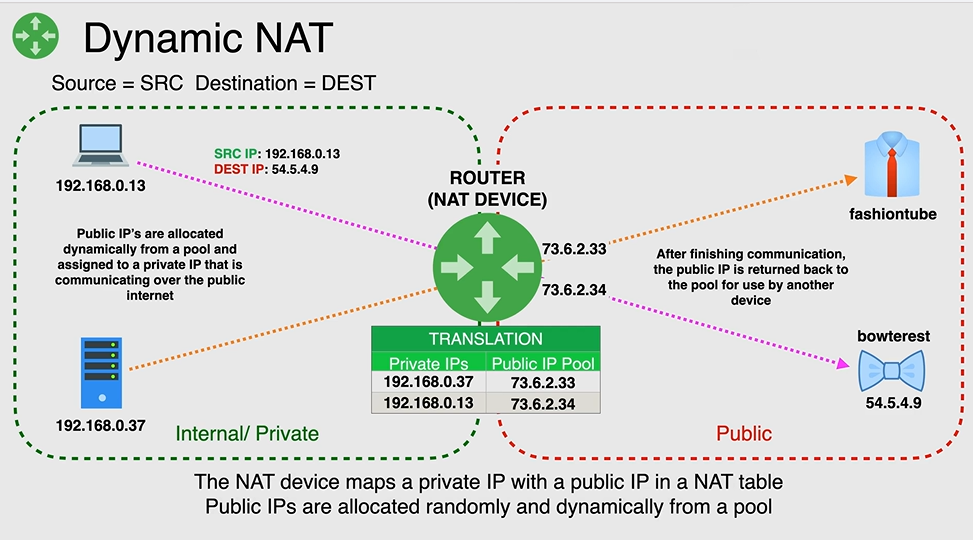 Dynamic NAT
Source = SRC  Destination = DEST
192.168.0.13
SRC IP: 192.168.0.13
DEST IP: 54.5.4.9
Public IP's are allocated
dynamically from a pool and
assigned to a private IP that is
communicating over the public
internet
192.168.0.37
Internal/ Private
ROUTER
(NAT DEVICE)
73.6.2.33
73.6.2.34
TRANSLATION
Private IPs Public IP Pool
192.168.0.37 73.6.2.33
192.168.0.13 73.6.2.34
fashiontube
After finishing communication,
the public IP is returned back to
the pool for use by another
device
bowterest
54.5.4.9
Public
The NAT device maps a private IP with a public IP in a NAT table
Public IPs are allocated randomly and dynamically from a pool